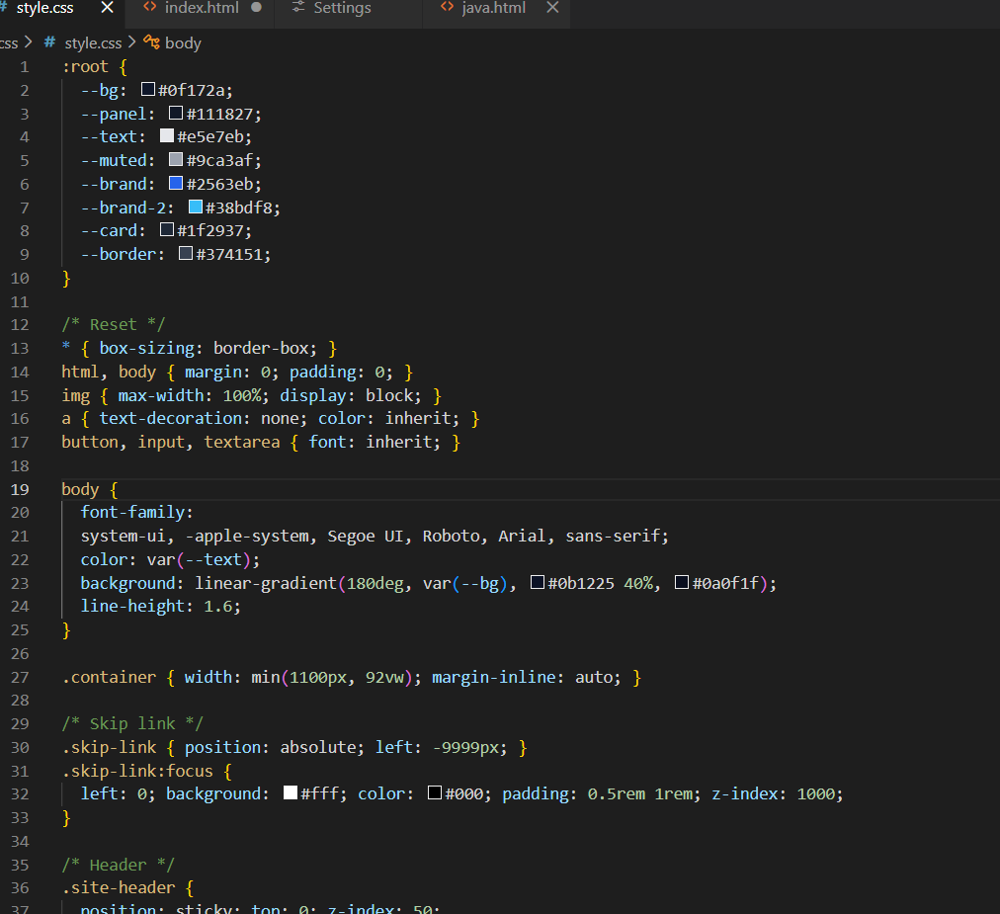 # style.css × <> index.html ● Settings <> java.html ×
css > # style.css > body
1 :root {
2 --bg: #0f172a;
3 --panel: #111827;
4 --text: #e5e7eb;
5 --muted: #9ca3af;
6 --brand: #2563eb;
7 --brand-2: #38bdf8;
8 --card: #1f2937;
9 --border: #374151;
10 }
11
12 /* Reset */
13 * { box-sizing: border-box; }
14 html, body { margin: 0; padding: 0; }
15 img { max-width: 100%; display: block; }
16 a { text-decoration: none; color: inherit; }
17 button, input, textarea { font: inherit; }
18
19 body {
20 font-family:
21 system-ui, -apple-system, Segoe UI, Roboto, Arial, sans-serif;
22 color: var(--text);
23 background: linear-gradient(180deg, var(--bg), #0b1225 40%, #0a0f1f);
24 line-height: 1.6;
25 }
26
27 .container { width: min(1100px, 92vw); margin-inline: auto; }
28
29 /* Skip link */
30 .skip-link { position: absolute; left: -9999px; }
31 .skip-link:focus {
32 left: 0; background: #fff; color: #000; padding: 0.5rem 1rem; z-index: 1000;
33 }
34
35 /* Header */
36 .site-header {
37 position: sticky; top: 0; z-index: 50;